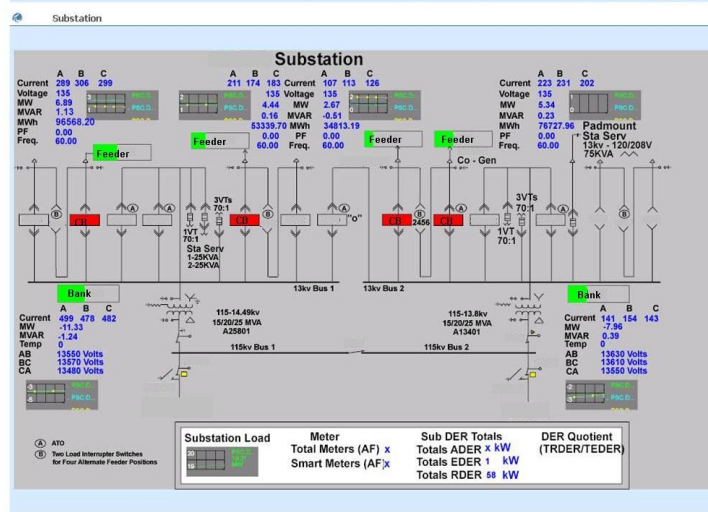 Substation
Substation
A B C
Current 289 306 299
Voltage 135
MW 6.89
MVAR 1.13
MWh 96568.20
PF 0.00
Freq. 60.00
A B C
211 174 183
135
4.44
0.16
53339.70
0.00
60.00
A B C
Current 107 113 126
Voltage 135
MW 2.67
MVAR -0.51
MWh 34813.19
PF 0.00
Freq. 60.00
A B C
Current 223 231 202
Voltage 135
MW 5.34
MVAR 0.23
MWh 76727.96
PF 0.00
Freq. 60.00
Padmount
Sta Serv
13kv - 120/208V
75KVA
Feeder
Feeder
Feeder
Feeder
Co - Gen
A
A
A
A
A
B
B
B
B
CB
CB
CB
CB
"o"
2456
3VTs
70:1
1VT
70:1
Sta Serv
1-25KVA
2-25KVA
3VTs
70:1
1VT
70:1
13kv Bus 1
13kv Bus 2
Bank
A B C
Current 499 478 482
MW -11.33
MVAR -1.24
Temp 0
AB 13550 Volts
BC 13570 Volts
CA 13480 Volts
115-14.49kv
15/20/25 MVA
A25801
115-13.8kv
15/20/25 MVA
A13401
115kv Bus 1
115kv Bus 2
Bank
A B C
Current 141 154 143
MW -7.96
MVAR 0.39
Temp 0
AB 13630 Volts
BC 13610 Volts
CA 13550 Volts
A ATO
B Two Load Interrupter Switches
for Four Alternate Feeder Positions
Substation Load
20
19
Meter
Total Meters (AF) x
Smart Meters (AF)x
Sub DER Totals
Totals ADER x kW
Totals EDER 1 kW
Totals RDER 58 kW
DER Quotient
(TRDER/TEDER)